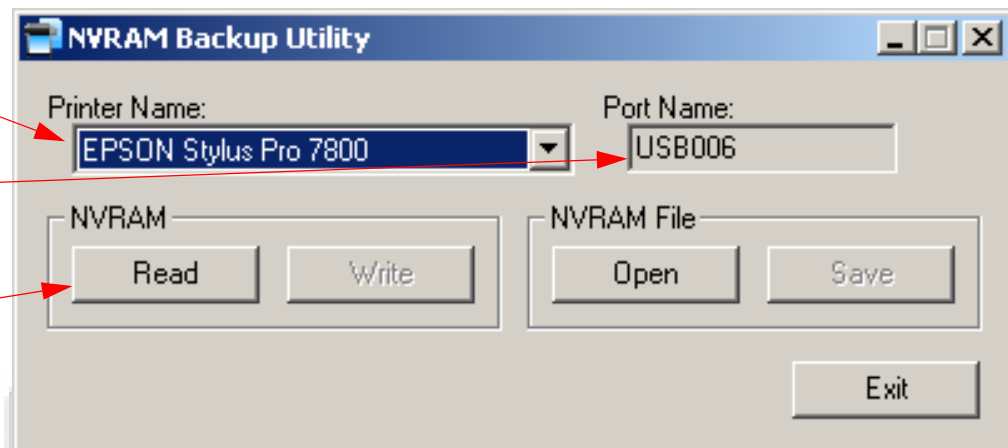 NVRAM Backup Utility
Printer Name: Port Name:
EPSON Stylus Pro 7800 USB006
NVRAM NVRAM File
Read Write Open Save
Exit